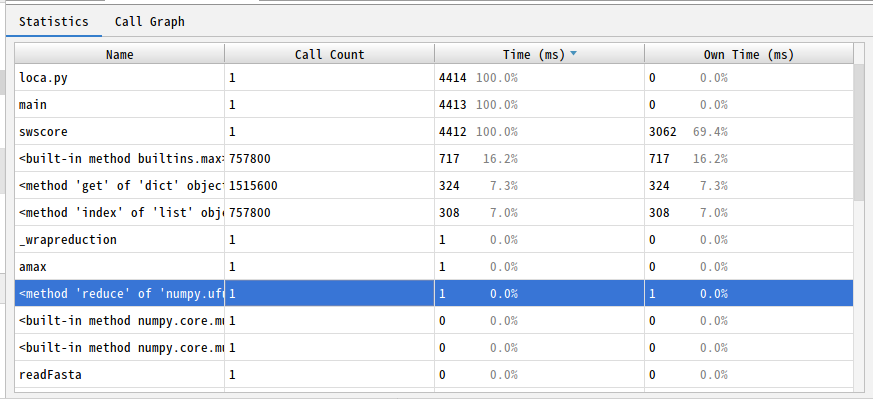 Statistics Call Graph
Name Call Count Time (ms) Own Time (ms)
loca.py 1 4414 100.0% 0 0.0%
main 1 4413 100.0% 0 0.0%
swscore 1 4412 100.0% 3062 69.4%
<built-in method builtins.max> 757800 717 16.2% 717 16.2%
<method 'get' of 'dict' object 1515600 324 7.3% 324 7.3%
<method 'index' of 'list' obj 757800 308 7.0% 308 7.0%
_wrapreduction 1 1 0.0% 0 0.0%
amax 1 1 0.0% 0 0.0%
<method 'reduce' of 'numpy.uf 1 1 0.0% 1 0.0%
<built-in method numpy.core.mu 1 0 0.0% 0 0.0%
<built-in method numpy.core.mu 1 0 0.0% 0 0.0%
readFasta 1 0 0.0% 0 0.0%